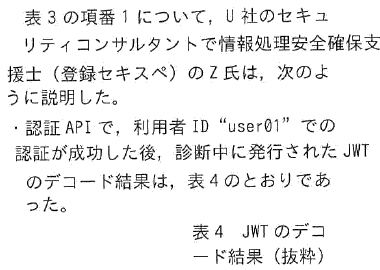 表３の項番１について，Ｕ社のセキュ
リティコンサルタントで情報処理安全確保支
援士（登録セキスペ）のＺ氏は，次のよ
うに説明した。
・認証 API で，利用者 ID “user01” での
認証が成功した後，診断中に発行された JWT
のデコード結果は，表４のとおりであ
った。
表４　JWT のデコ
ード結果（抜粋）